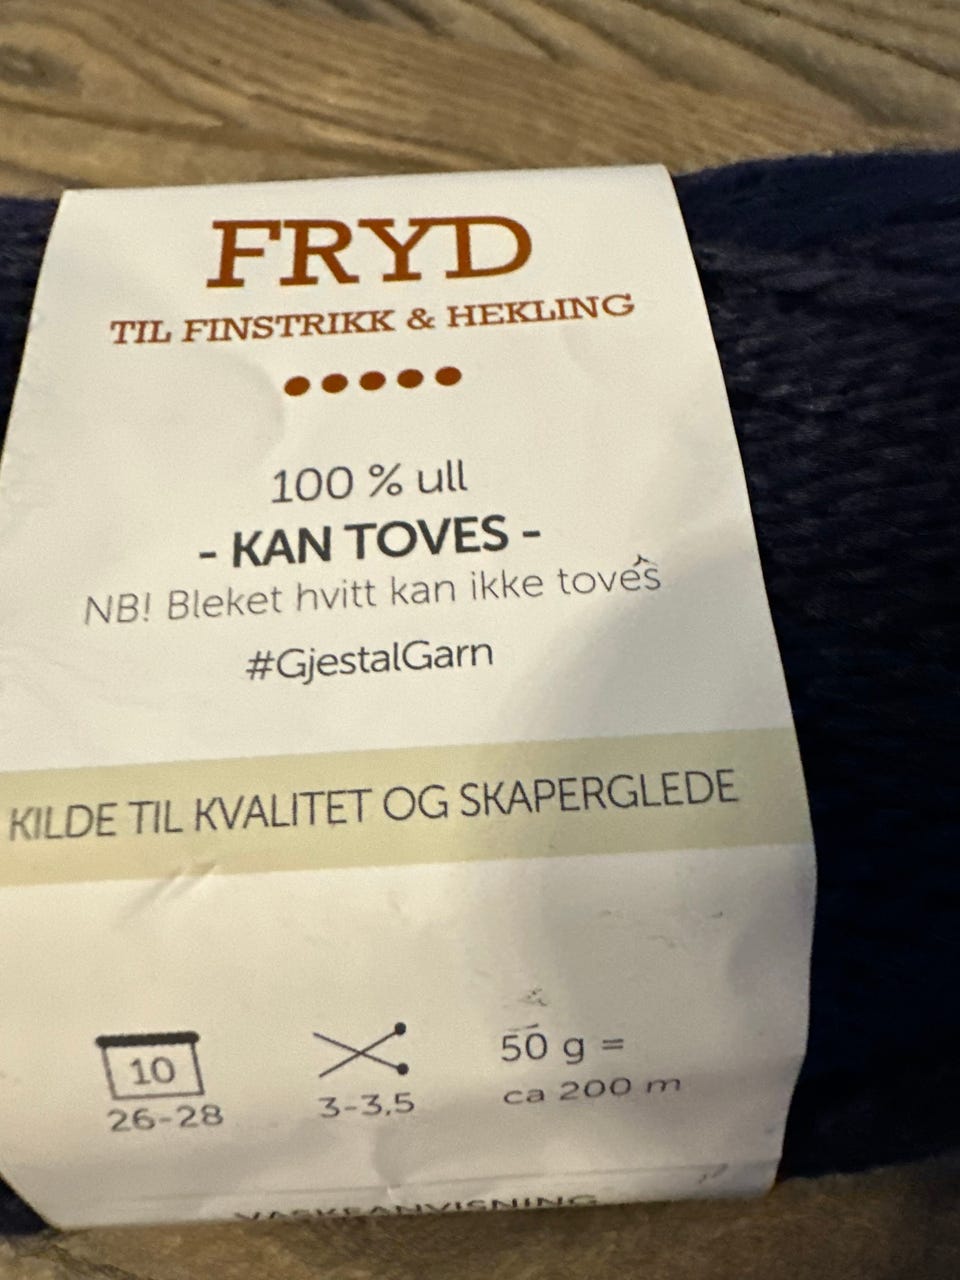 FRYD
TIL FINSTRIKK & HEKLING
100 % ull
- KAN TOVES -
NB! Bleket hvitt kan ikke toves
#GjestalGarn
KILDE TIL KVALITET OG SKAPERGLEDE
10
26-28
3-3,5
50 g =
ca 200 m
VASKEANVISNING